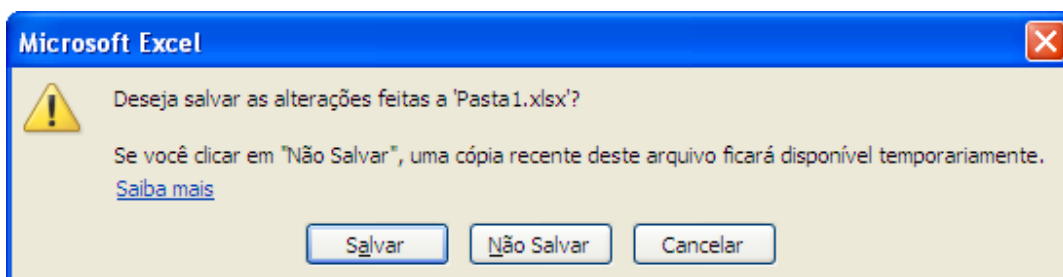 Microsoft Excel
Deseja salvar as alterações feitas a 'Pasta1.xlsx'?
Se você clicar em "Não Salvar", uma cópia recente deste arquivo ficará disponível temporariamente.
Saiba mais
Salvar Não Salvar Cancelar